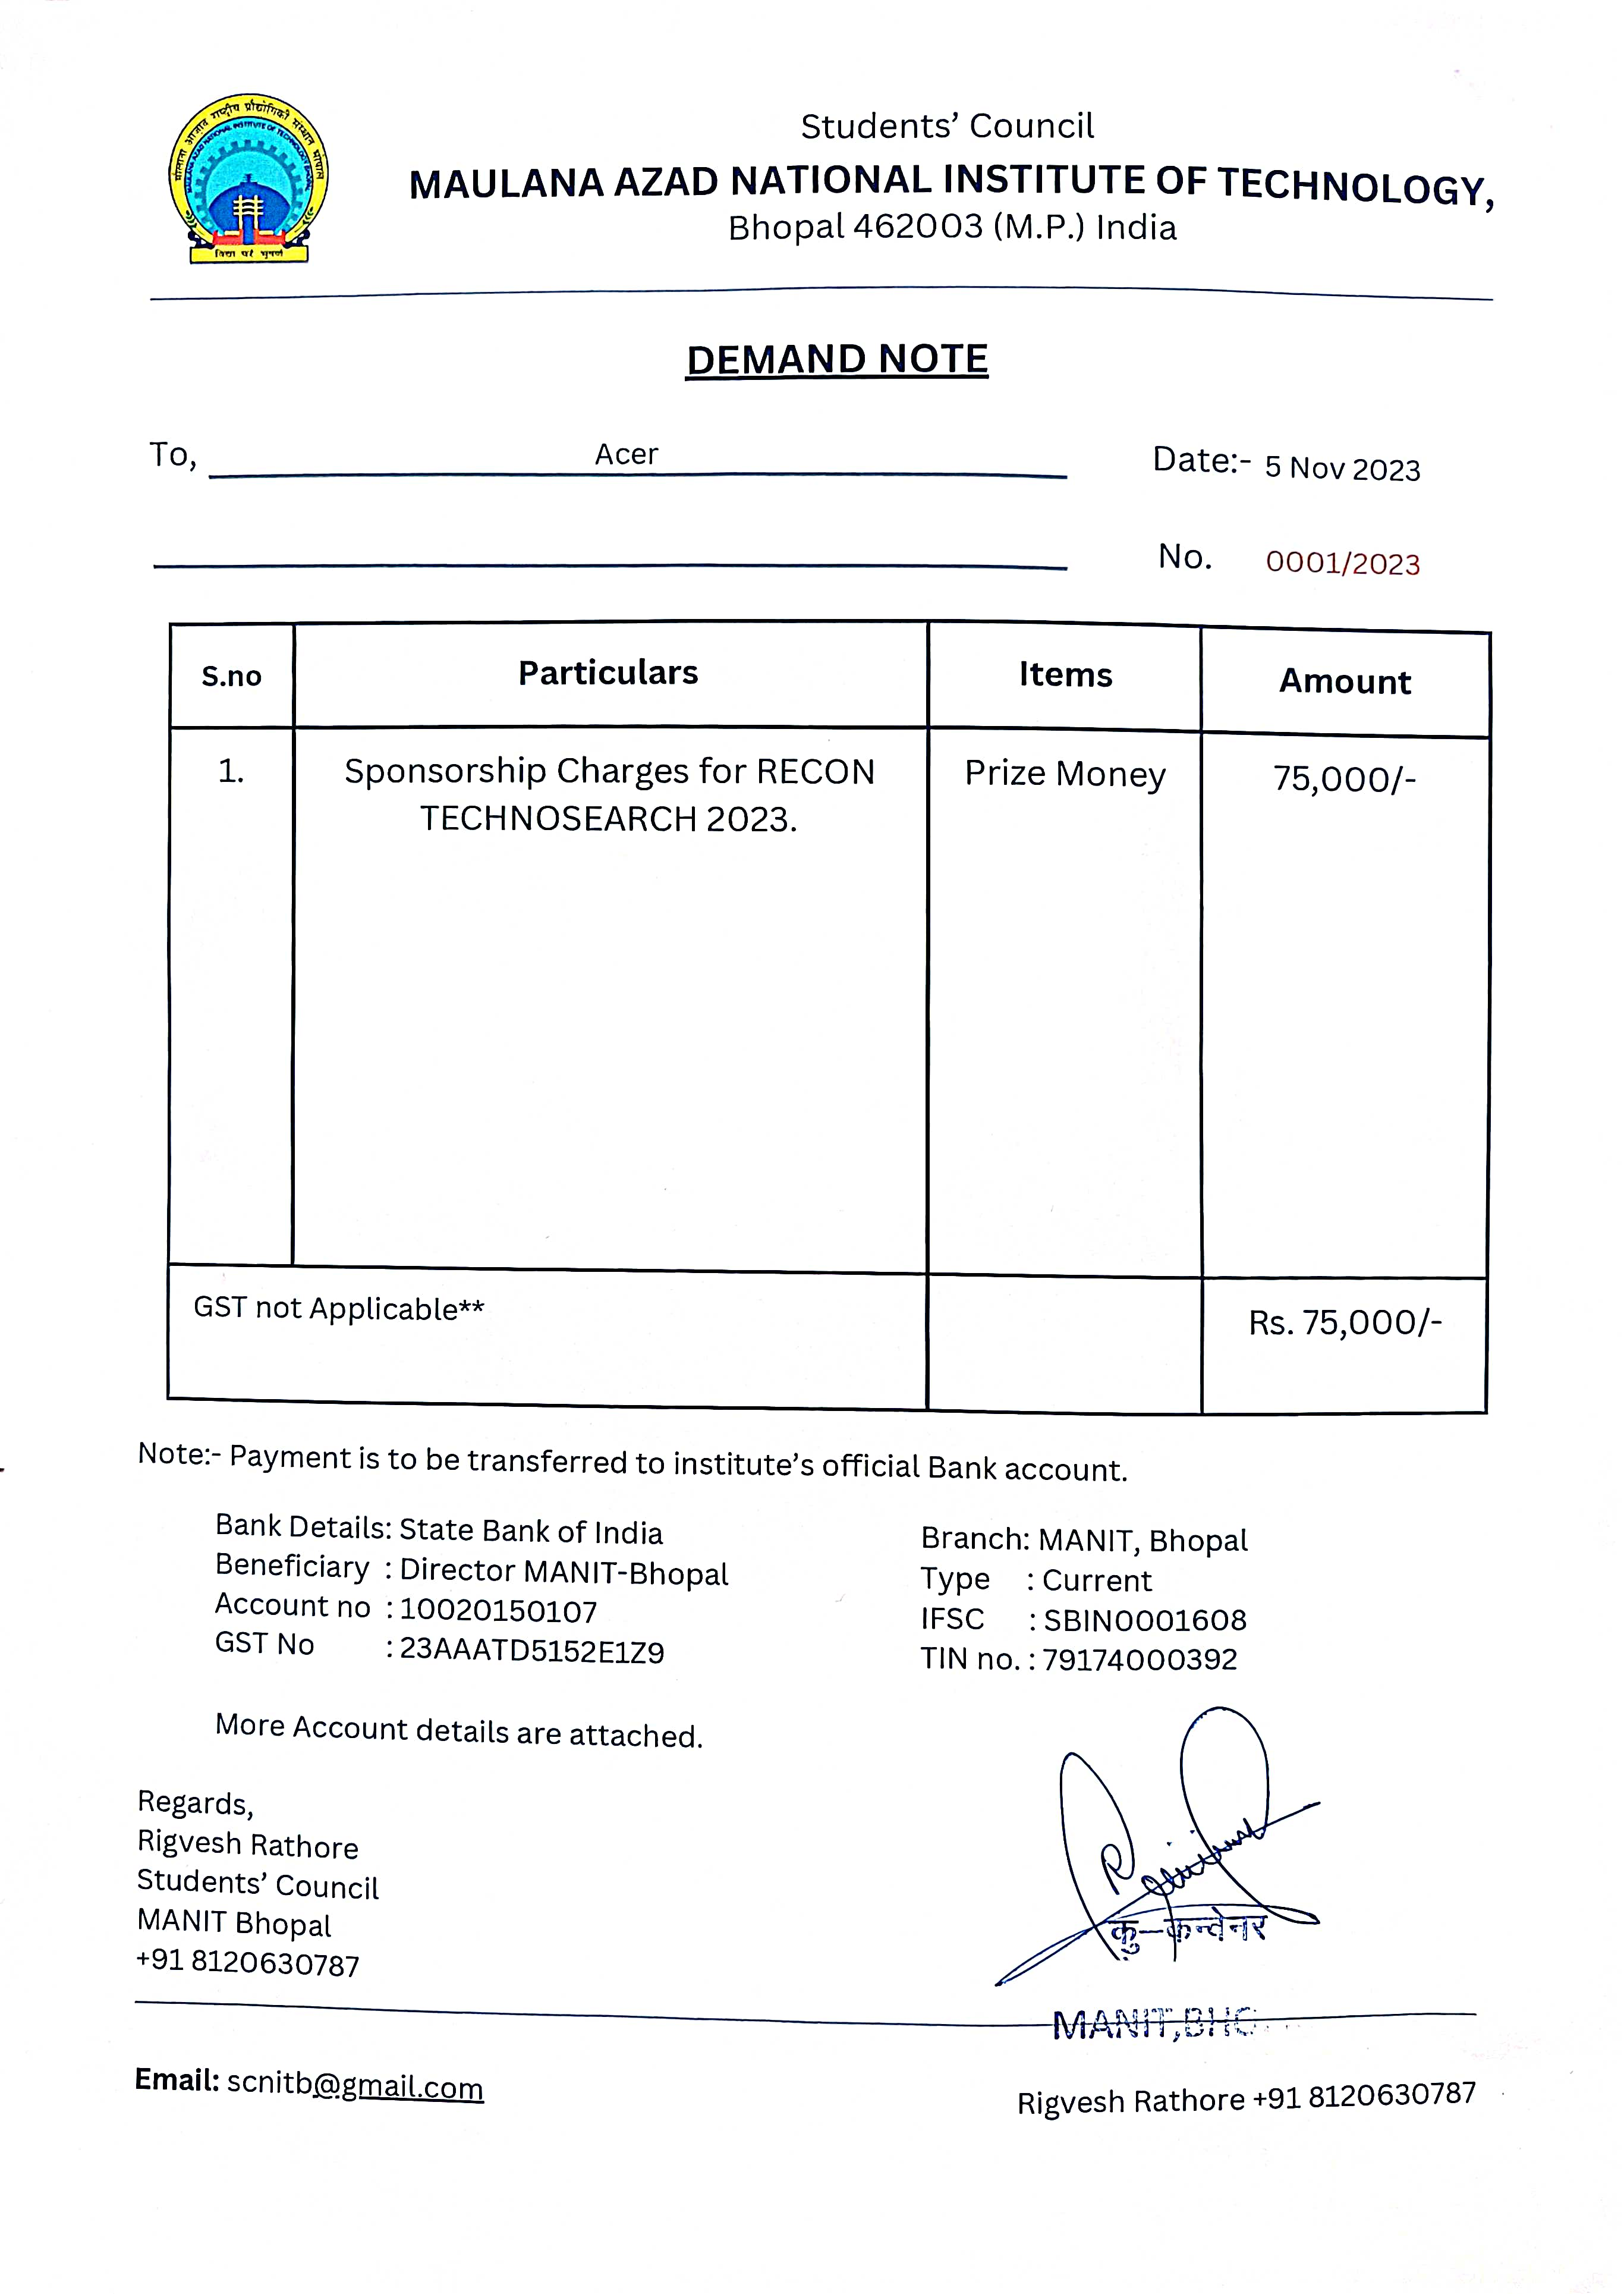 मौलाना आज़ाद राष्ट्रीय प्रौद्योगिकी संस्थान भोपाल
MAULANA AZAD NATIONAL INSTITUTE OF TECHNOLOGY BHOPAL
विद्या परं भूषणं
Students’ Council
MAULANA AZAD NATIONAL INSTITUTE OF TECHNOLOGY,
Bhopal 462003 (M.P.) India
DEMAND NOTE
To, Acer Date:- 5 Nov 2023
No. 0001/2023
S.no Particulars Items Amount
1. Sponsorship Charges for RECON Prize Money 75,000/-
TECHNOSEARCH 2023.
GST not Applicable** Rs. 75,000/-
Note:- Payment is to be transferred to institute’s official Bank account.
Bank Details: State Bank of India Branch: MANIT, Bhopal
Beneficiary : Director MANIT-Bhopal Type : Current
Account no : 10020150107 IFSC : SBIN0001608
GST No : 23AAATD5152E1Z9 TIN no. : 79174000392
More Account details are attached.
Regards,
Rigvesh Rathore
Students’ Council
MANIT Bhopal
+91 8120630787
कु–कन्वेनर
MANIT,BHO
Email: scnitb@gmail.com Rigvesh Rathore +91 8120630787